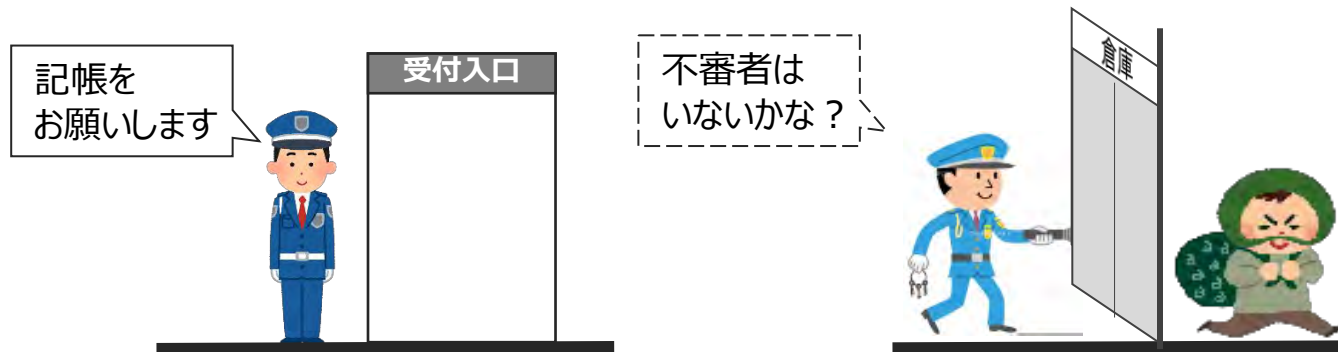 記帳を
お願いします
受付入口
不審者は
いないかな？
倉庫